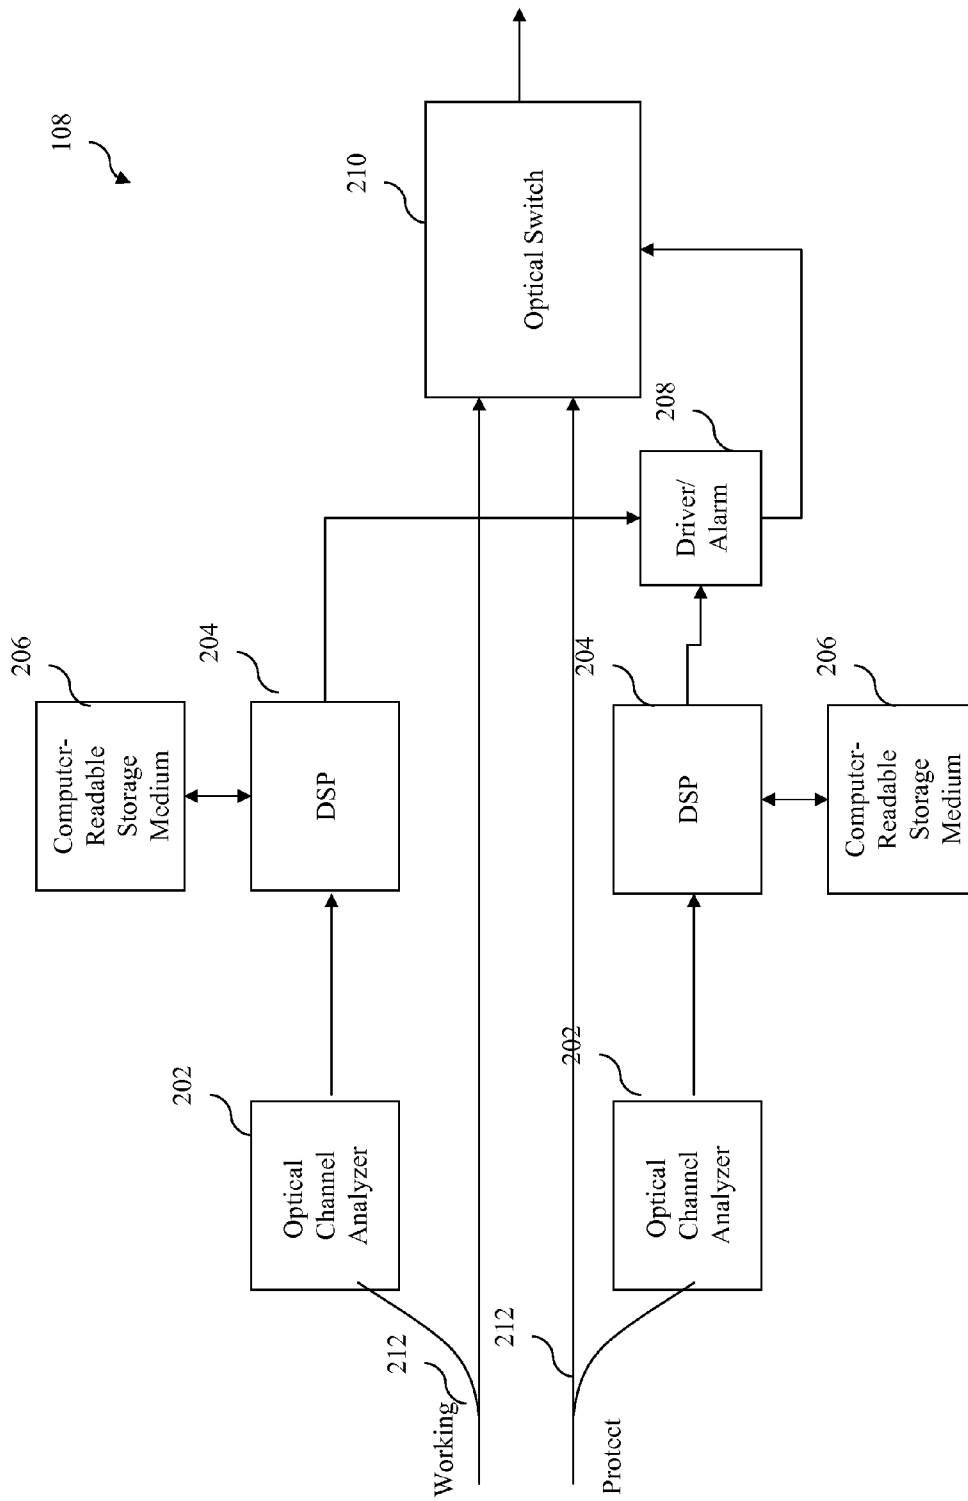 108
206
Computer-
Readable
Storage
Medium
204
DSP
202
Optical
Channel
Analyzer
210
Optical Switch
212
Working
212
Protect
208
Driver/
Alarm
204
DSP
202
Optical
Channel
Analyzer
206
Computer-
Readable
Storage
Medium